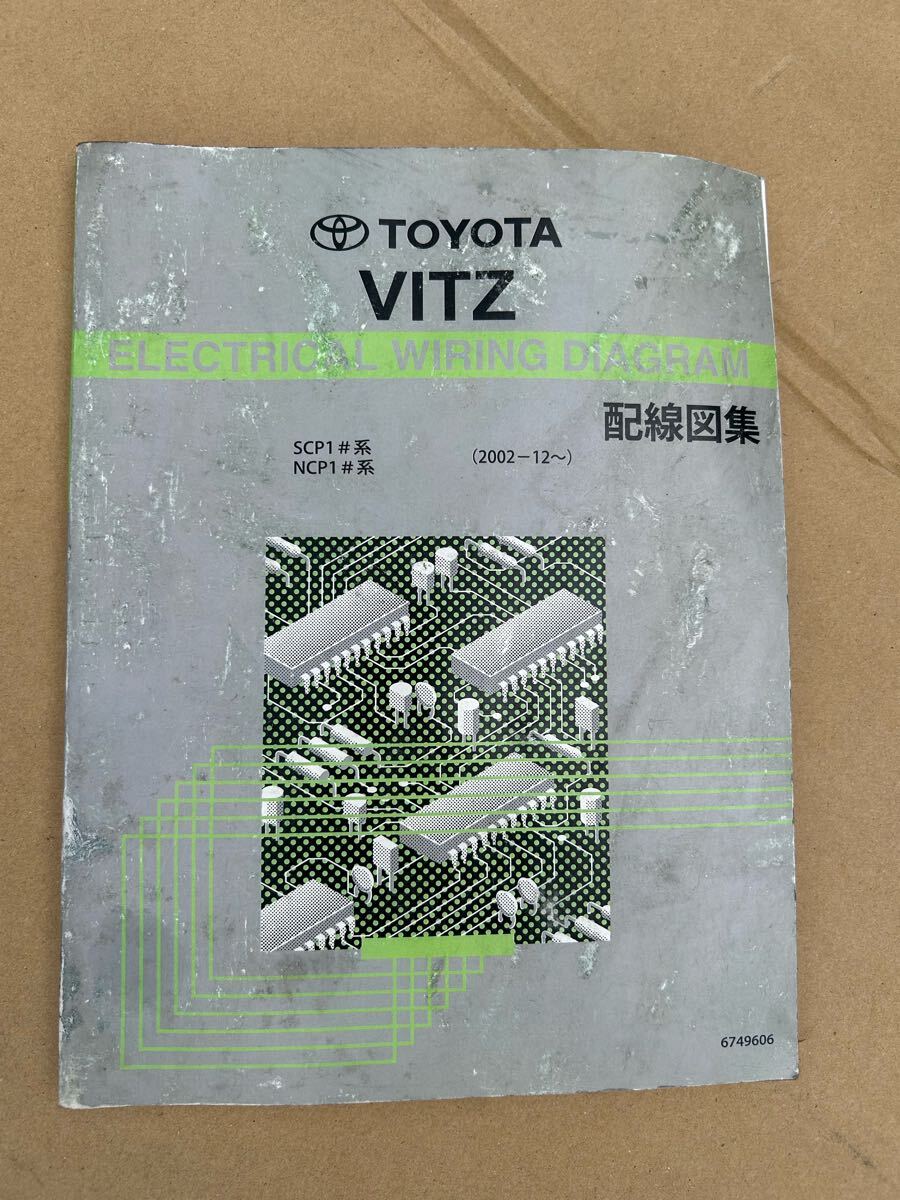 TOYOTA
VITZ
ELECTRICAL WIRING DIAGRAM
配線図集
SCP1＃系
NCP1＃系
（2002－12～）
6749606